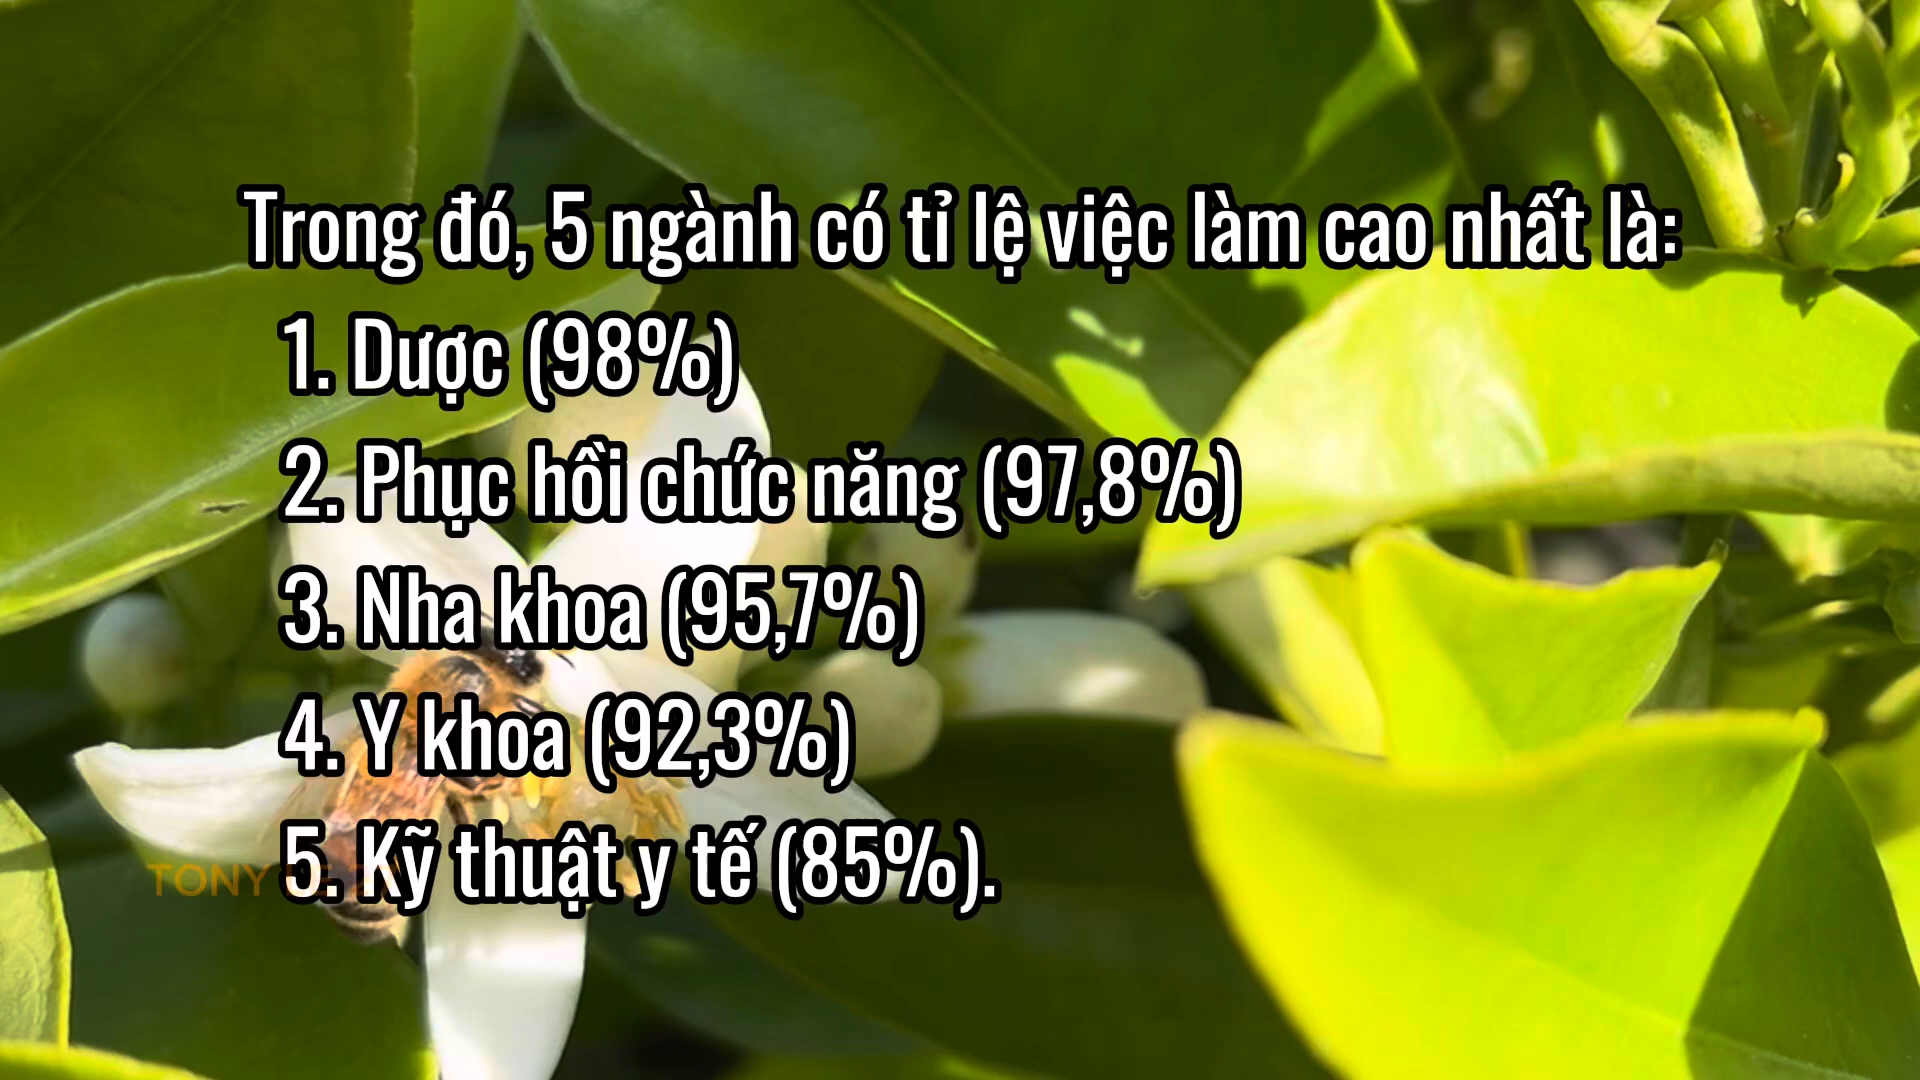 Trong đó, 5 ngành có tỉ lệ việc làm cao nhất là:
1. Dược (98%)
2. Phục hồi chức năng (97,8%)
3. Nha khoa (95,7%)
4. Y khoa (92,3%)
5. Kỹ thuật y tế (85%).
TONY